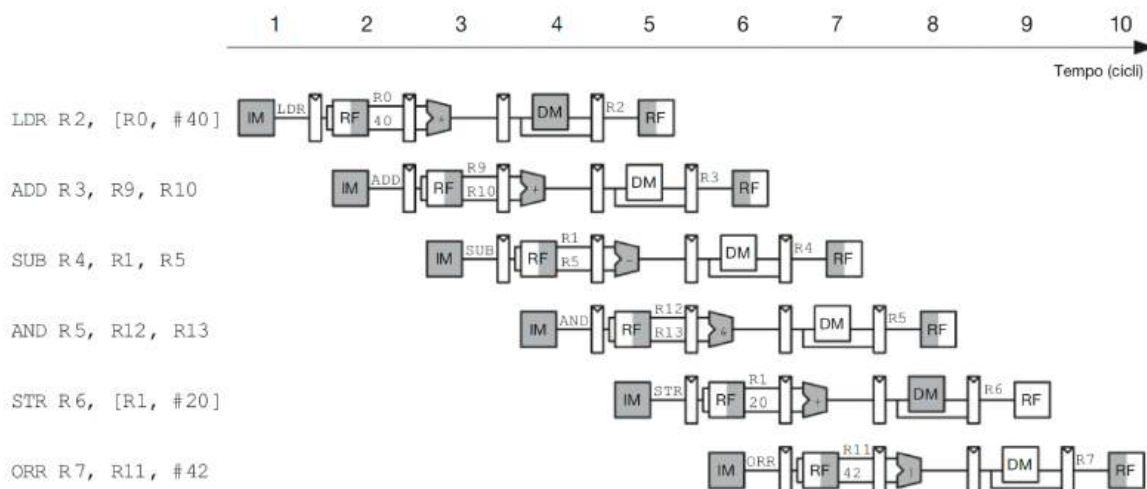 1 2 3 4 5 6 7 8 9 10
Tempo (cicli)
LDR R2, [R0, #40] IM LDR RF R0 40 + DM R2 RF
ADD R3, R9, R10 IM ADD RF R9 R10 + DM R3 RF
SUB R4, R1, R5 IM SUB RF R1 R5 - DM R4 RF
AND R5, R12, R13 IM AND RF R12 R13 & DM R5 RF
STR R6, [R1, #20] IM STR RF R1 20 + DM R6 RF
ORR R7, R11, #42 IM ORR RF R11 42 | DM R7 RF